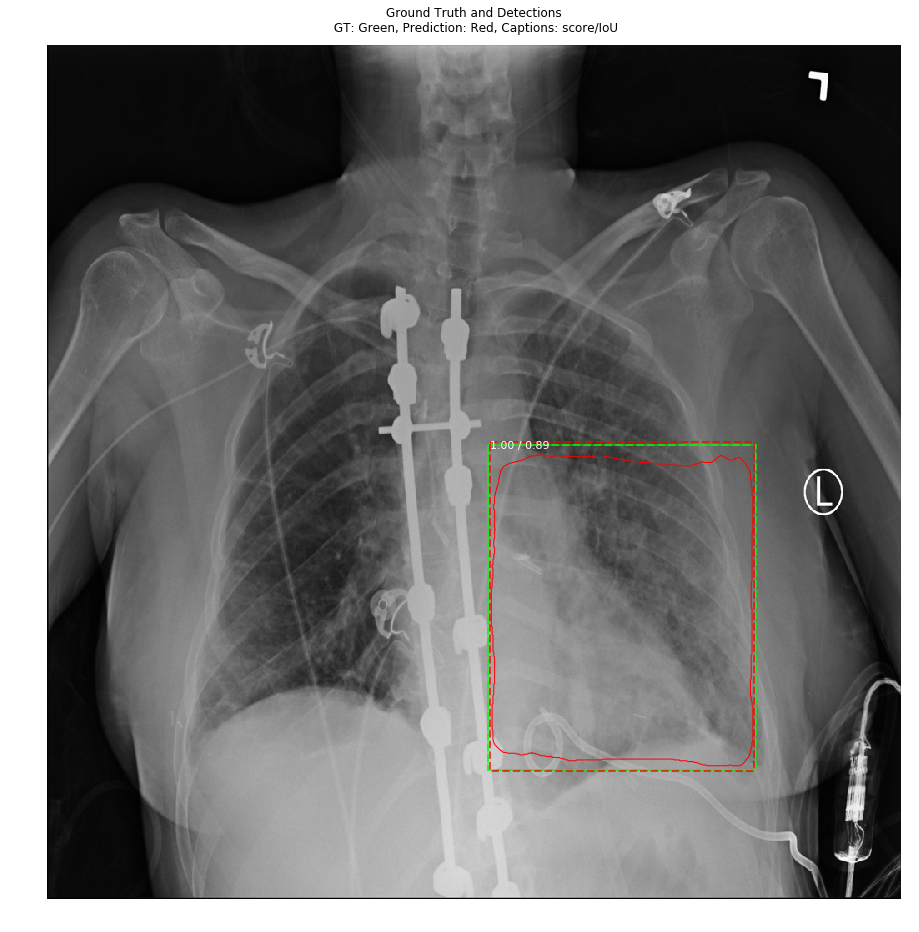 Ground Truth and Detections
GT: Green, Prediction: Red, Captions: score/IoU
1.00 / 0.89
L